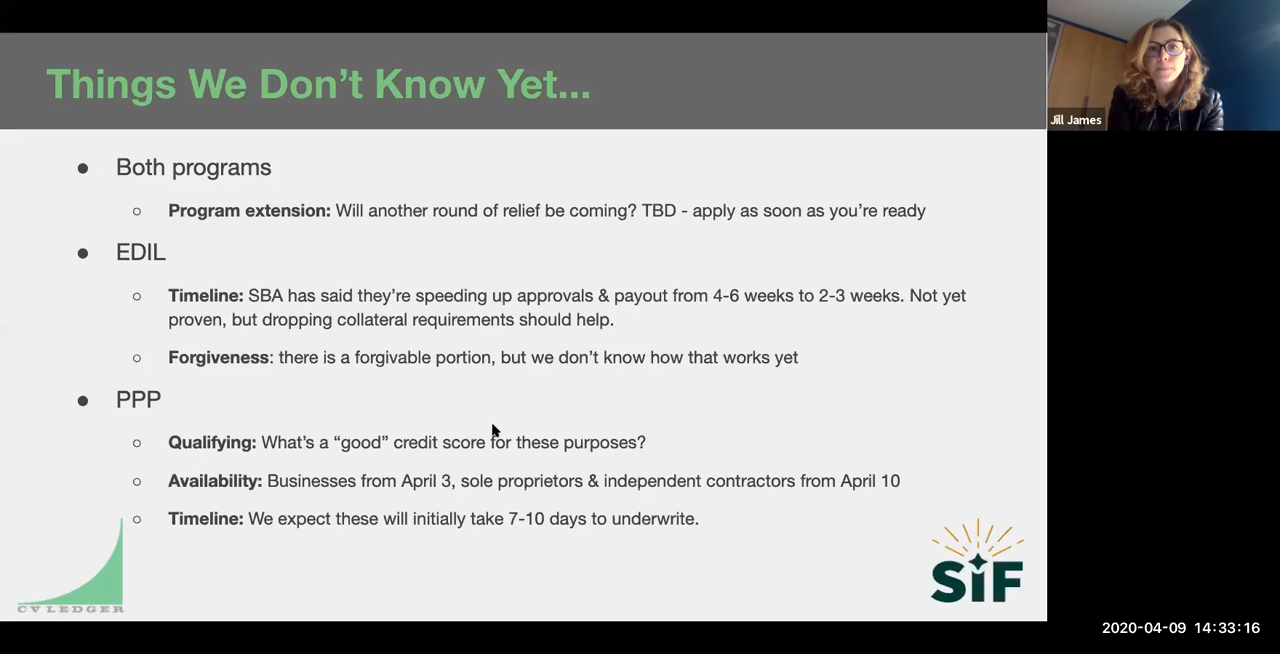 Things We Don't Know Yet...
Jill James
● Both programs
○ Program extension: Will another round of relief be coming? TBD - apply as soon as you're ready
● EDIL
○ Timeline: SBA has said they're speeding up approvals & payout from 4-6 weeks to 2-3 weeks. Not yet
proven, but dropping collateral requirements should help.
○ Forgiveness: there is a forgivable portion, but we don't know how that works yet
● PPP
○ Qualifying: What's a “good” credit score for these purposes?
○ Availability: Businesses from April 3, sole proprietors & independent contractors from April 10
○ Timeline: We expect these will initially take 7-10 days to underwrite.
CVLEDGER
SiF
2020-04-09 14:33:16